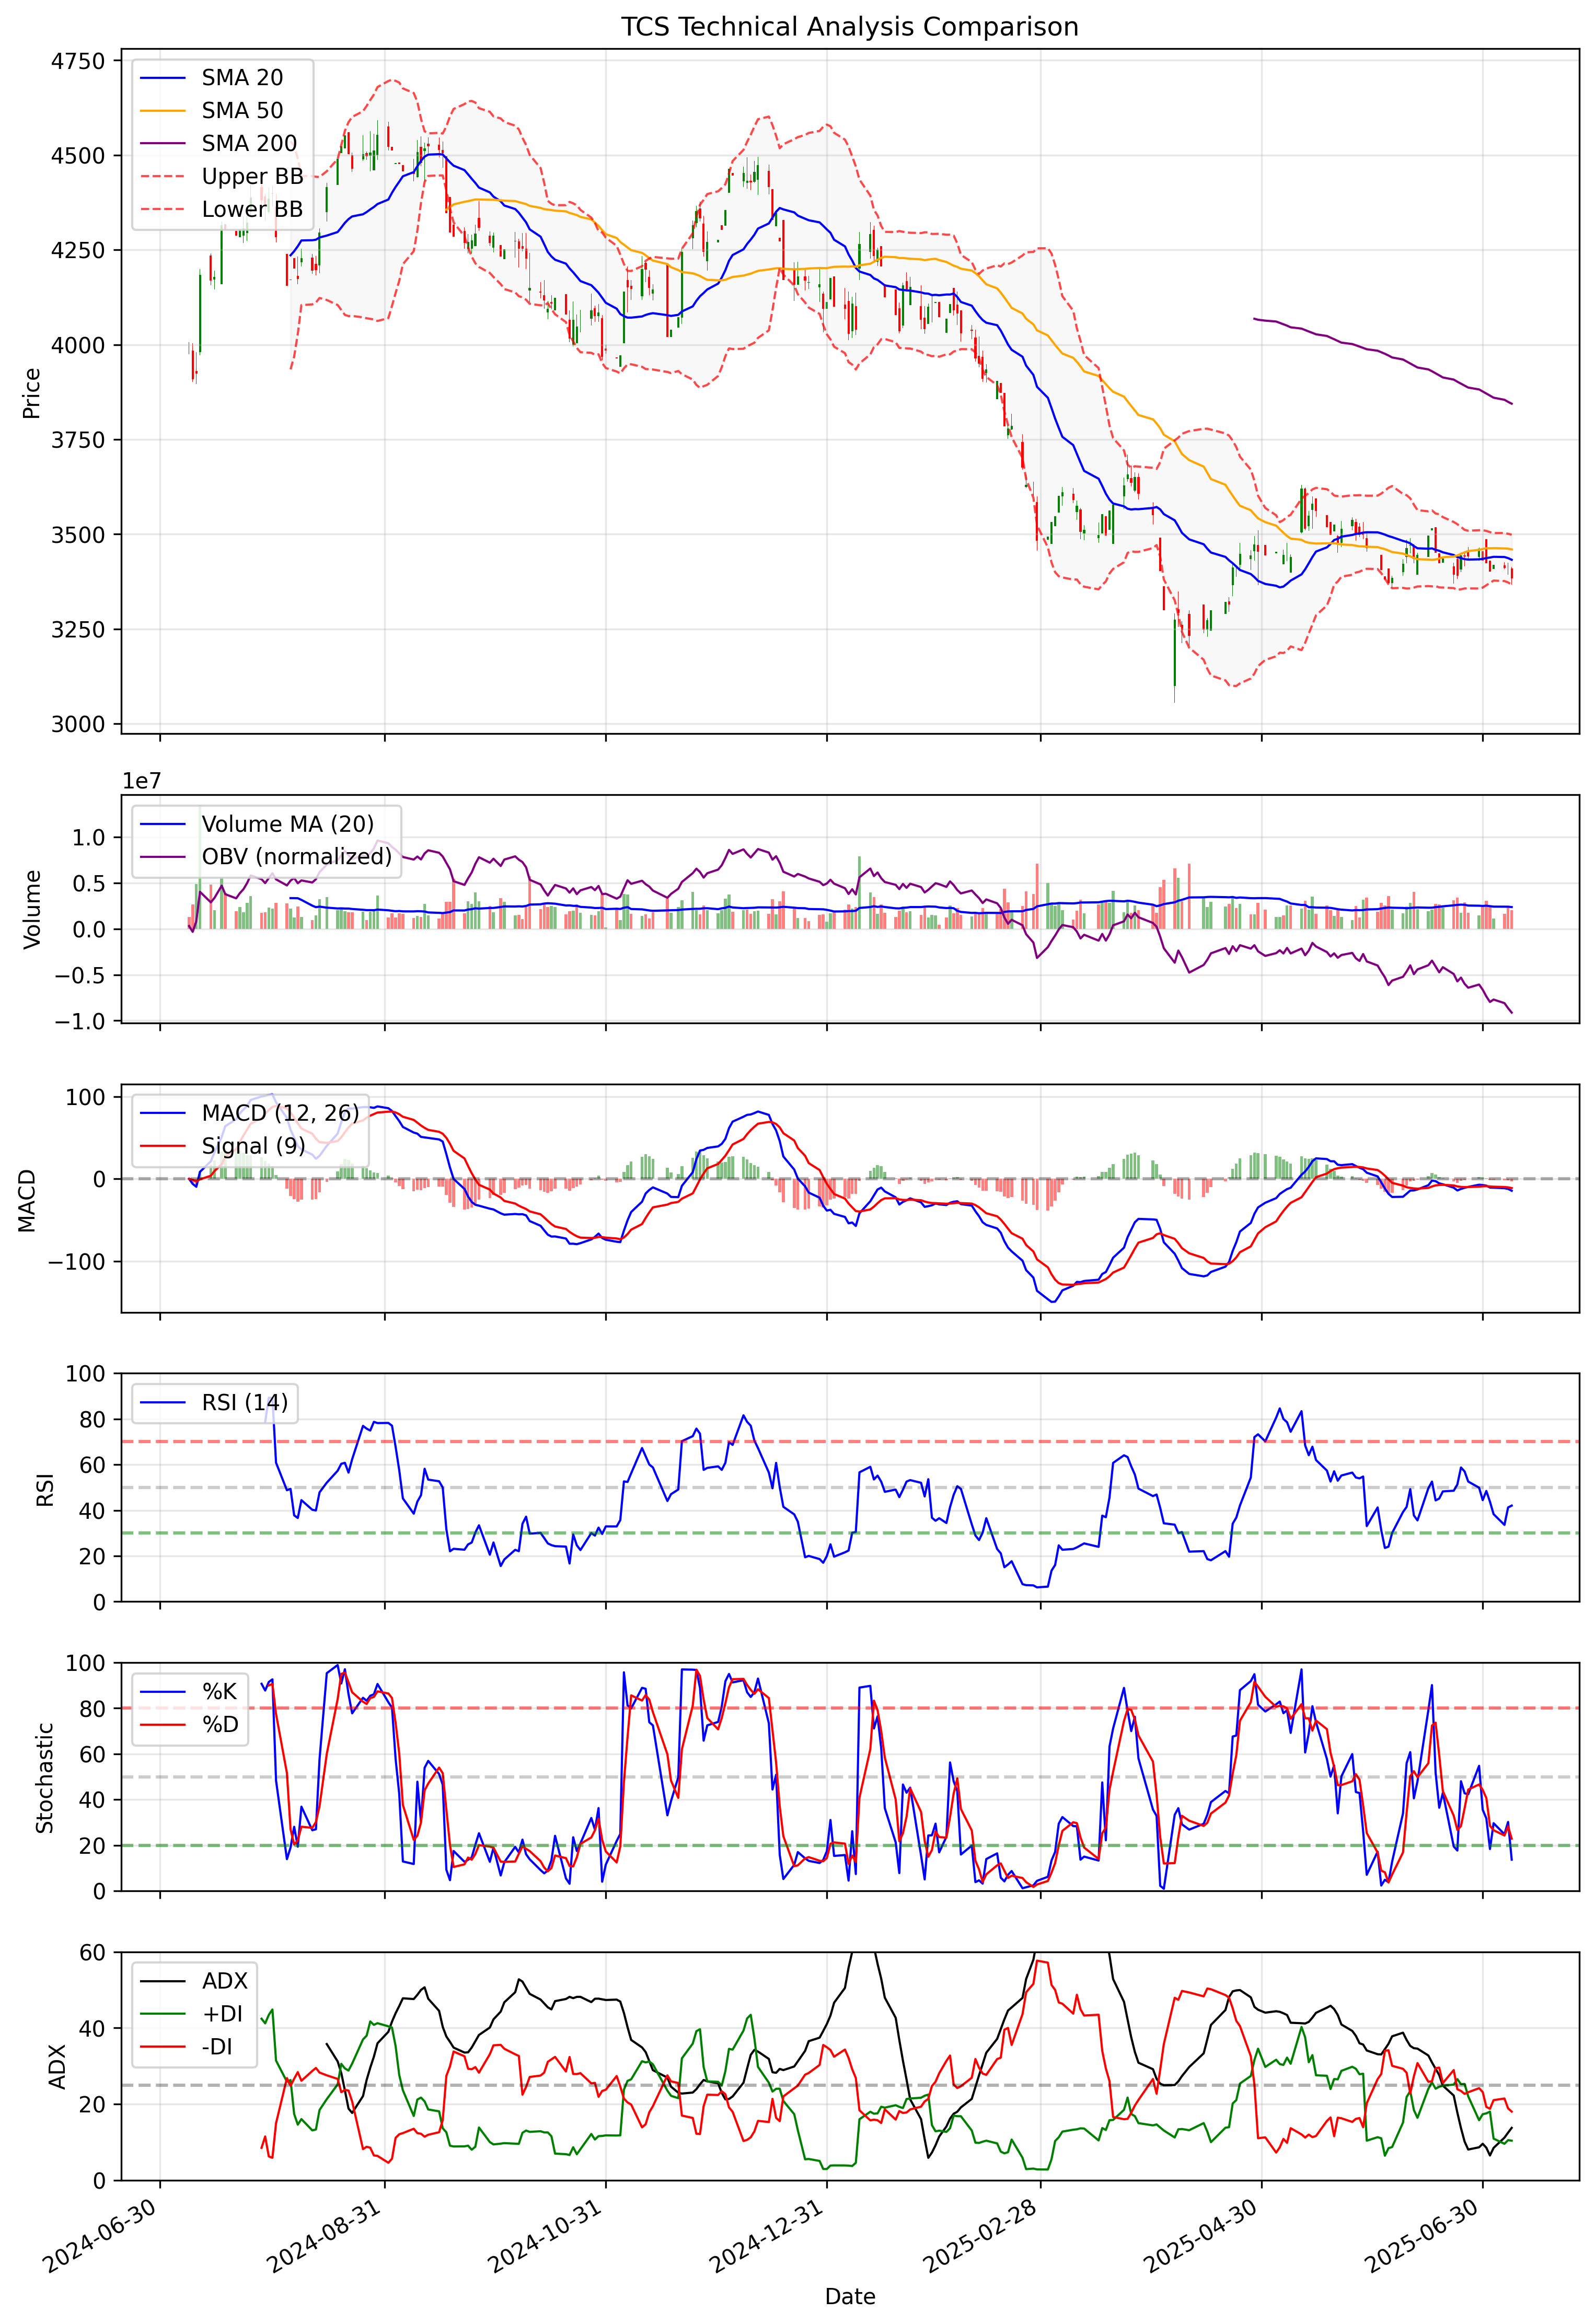 TCS Technical Analysis Comparison
4750
4500
4250
4000
3750
3500
3250
3000
Price
SMA 20
SMA 50
SMA 200
Upper BB
Lower BB
1e7
1.0
0.5
0.0
−0.5
−1.0
Volume
Volume MA (20)
OBV (normalized)
100
0
−100
MACD
MACD (12, 26)
Signal (9)
100
80
60
40
20
0
RSI
RSI (14)
100
80
60
40
20
0
Stochastic
%K
%D
60
40
20
0
ADX
ADX
+DI
-DI
2024-06-30
2024-08-31
2024-10-31
2024-12-31
2025-02-28
2025-04-30
2025-06-30
Date